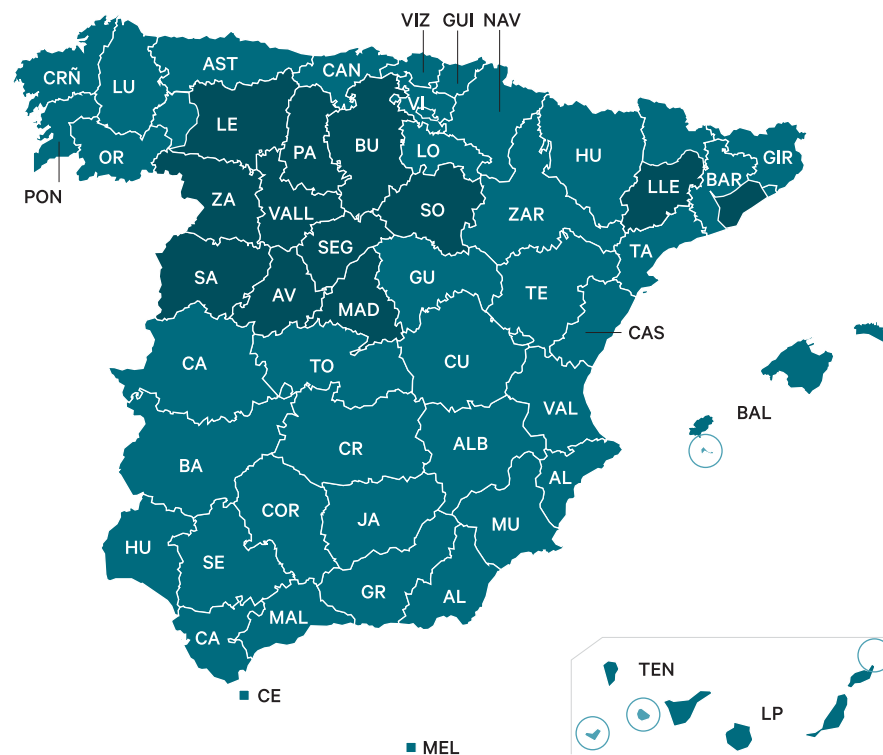 VIZ GUI NAV
CRÑ
LU
AST
CAN
VI
LE
PA
BU
LO
HU
GIR
OR
PON
LLE
BAR
ZA
VALL
SO
ZAR
SEG
TA
SA
AV
MAD
GU
TE
CAS
CA
TO
CU
BAL
VAL
BA
CR
ALB
AL
COR
JA
MU
HU
SE
GR
AL
MAL
CA
CE
TEN
LP
MEL